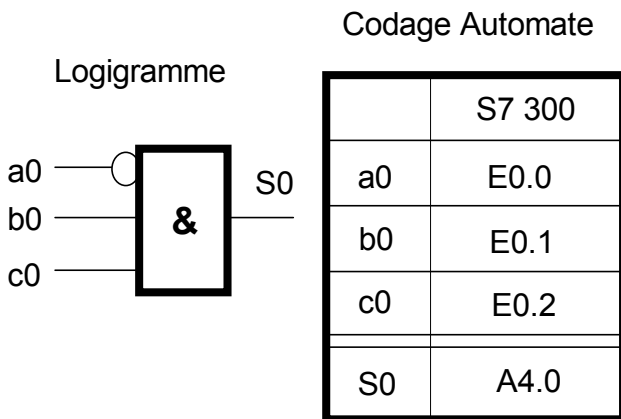 Codage Automate
Logigramme
S7 300
a0
S0
a0 E0.0
b0
&
b0 E0.1
c0
c0 E0.2
S0 A4.0